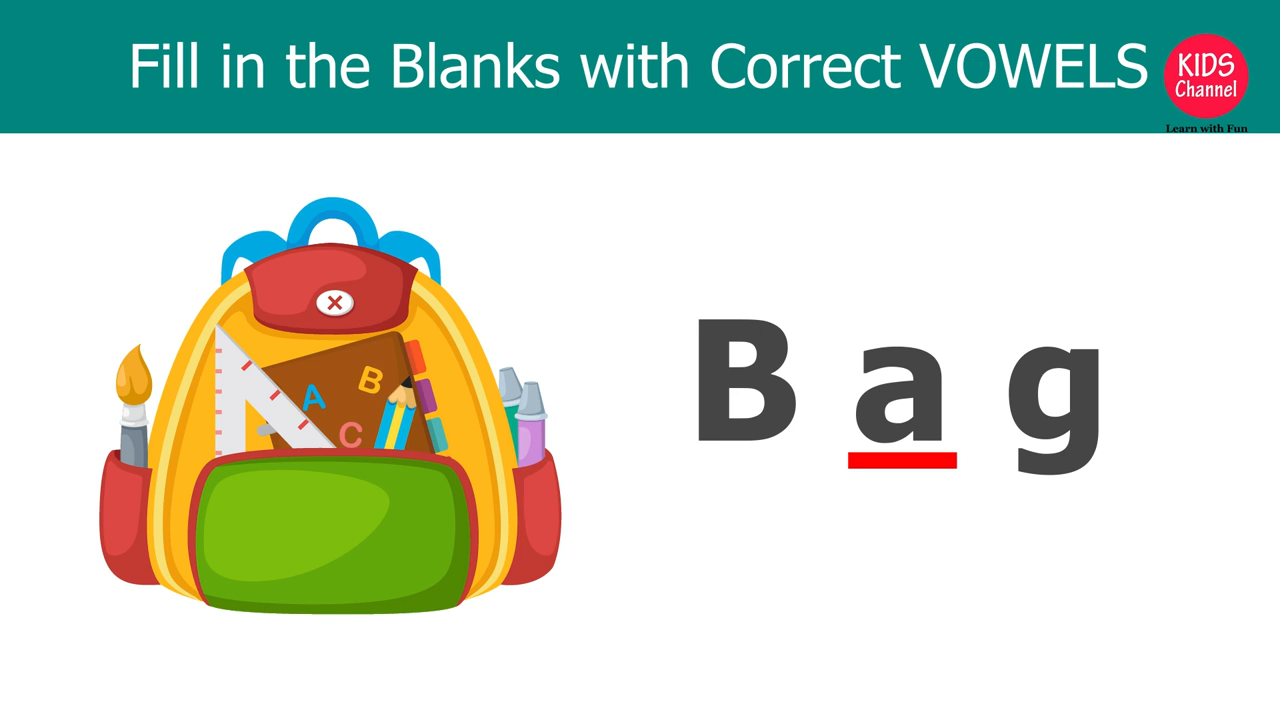 Fill in the Blanks with Correct VOWELS
KIDS
Channel
Learn with Fun
A
B
C
B a g